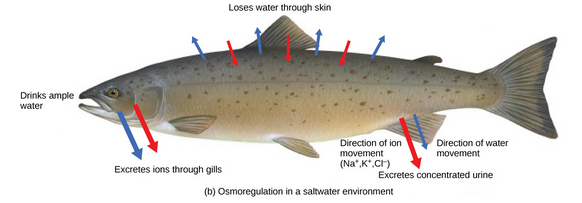 Loses water through skin
Drinks ample
water
Direction of ion
movement
(Na⁺,K⁺,Cl⁻)
Direction of water
movement
Excretes ions through gills
Excretes concentrated urine
(b) Osmoregulation in a saltwater environment